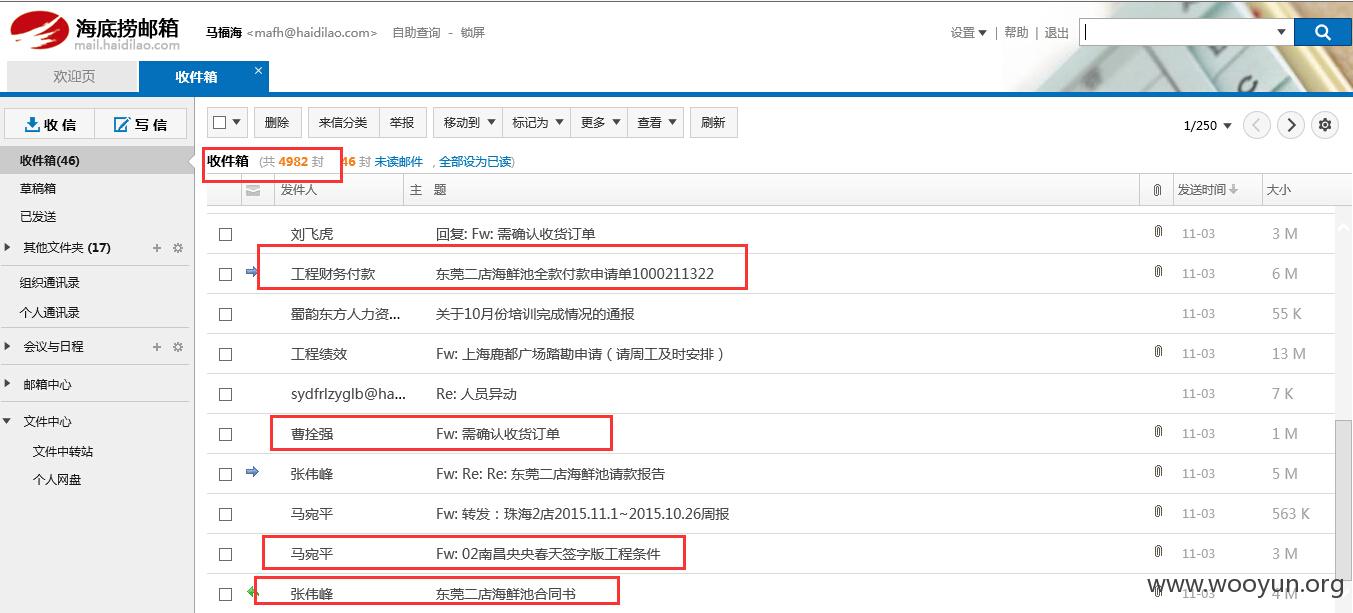 海底捞邮箱
mail.haidilao.com
马福海 <mafh@haidilao.com> 自助查询 - 锁屏
设置 | 帮助 | 退出
欢迎页 收件箱 ×
收信 写信
删除 来信分类 举报 移动到 标记为 更多 查看 刷新
1/250
收件箱(46)
草稿箱
已发送
其他文件夹 (17)
组织通讯录
个人通讯录
会议与日程
邮箱中心
文件中心
文件中转站
个人网盘
收件箱 (共 4982 封 46 封 未读邮件 , 全部设为已读)
发件人 主 题 发送时间 大小
刘飞虎 回复: Fw: 需确认收货订单 11-03 3 M
工程财务付款 东莞二店海鲜池全款付款申请单1000211322 11-03 6 M
蜀韵东方人力资... 关于10月份培训完成情况的通报 11-03 55 K
工程绩效 Fw: 上海鹿都广场踏勘申请（请周工及时安排） 11-03 13 M
sydfrlzyglb@ha... Re: 人员异动 11-03 7 K
曹拴强 Fw: 需确认收货订单 11-03 1 M
张伟峰 Fw: Re: Re: 东莞二店海鲜池请款报告 11-03 5 M
马宛平 Fw: 转发：珠海2店2015.11.1~2015.10.26周报 11-03 563 K
马宛平 Fw: 02南昌央央春天签字版工程条件 11-03 3 M
张伟峰 东莞二店海鲜池合同书 11-03 4 M
www.wooyun.org